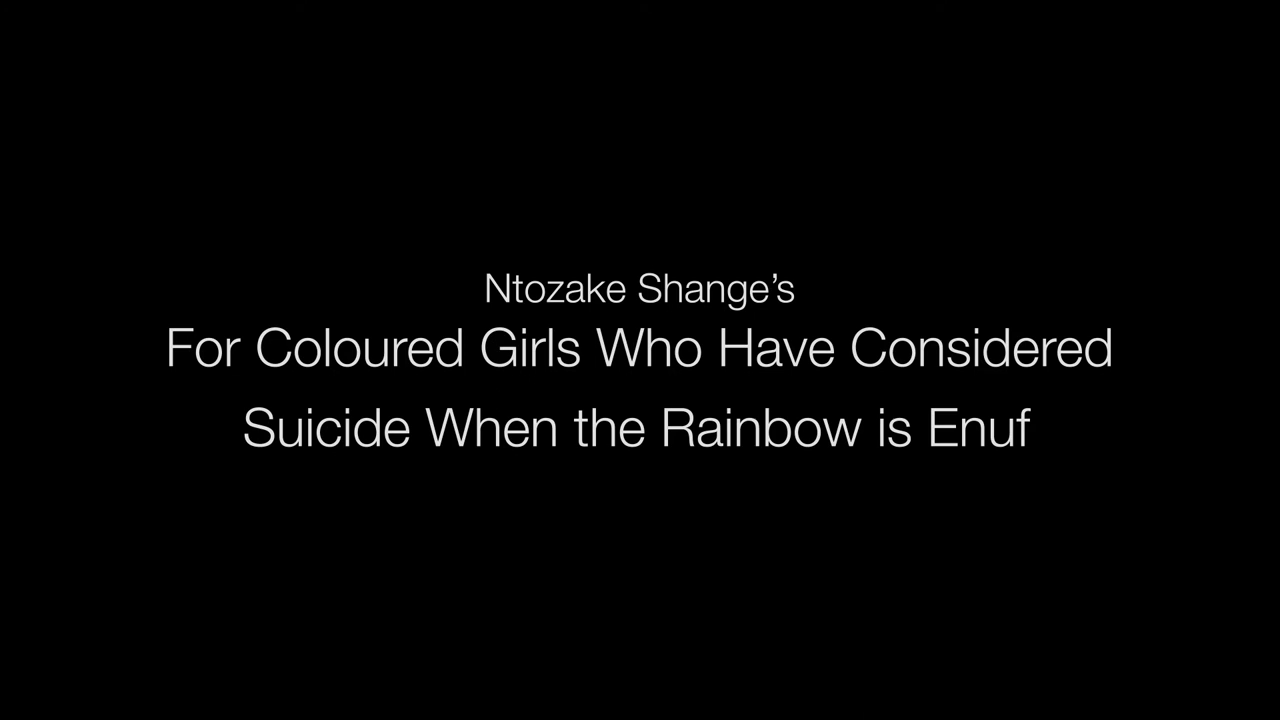 Ntozake Shange’s
For Coloured Girls Who Have Considered
Suicide When the Rainbow is Enuf